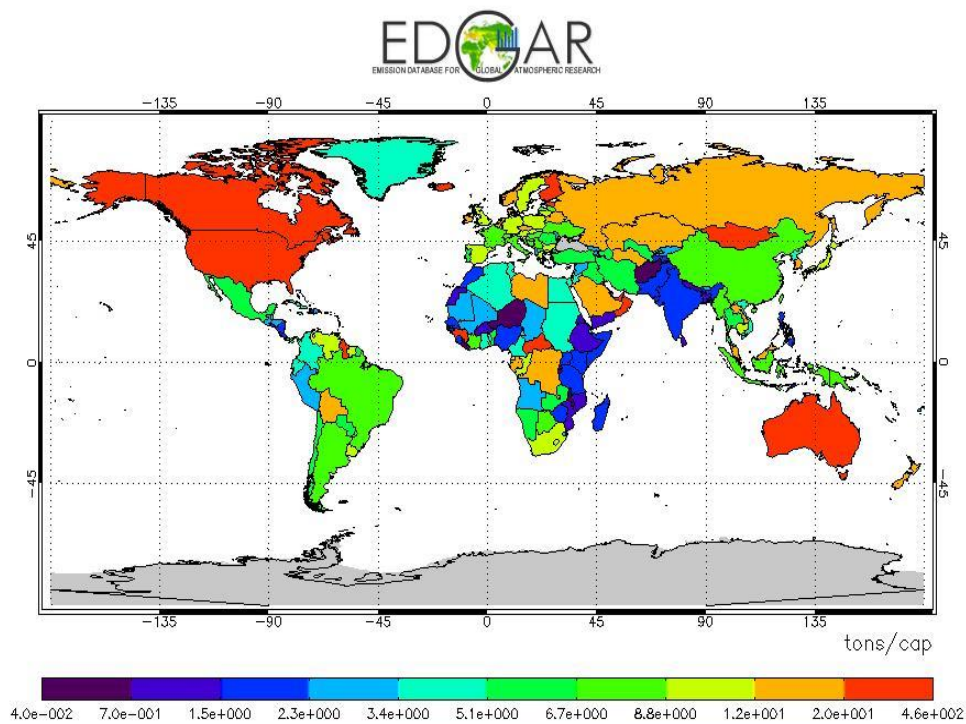 EDGAR
EMISSION DATABASE FOR GLOBAL ATMOSPHERIC RESEARCH
-135 -90 -45 0 45 90 135
45 45
0 0
-45 -45
-135 -90 -45 0 45 90 135
tons/cap
4.0e-002 7.0e-001 1.5e+000 2.3e+000 3.4e+000 5.1e+000 6.7e+000 8.8e+000 1.2e+001 2.0e+001 4.6e+002